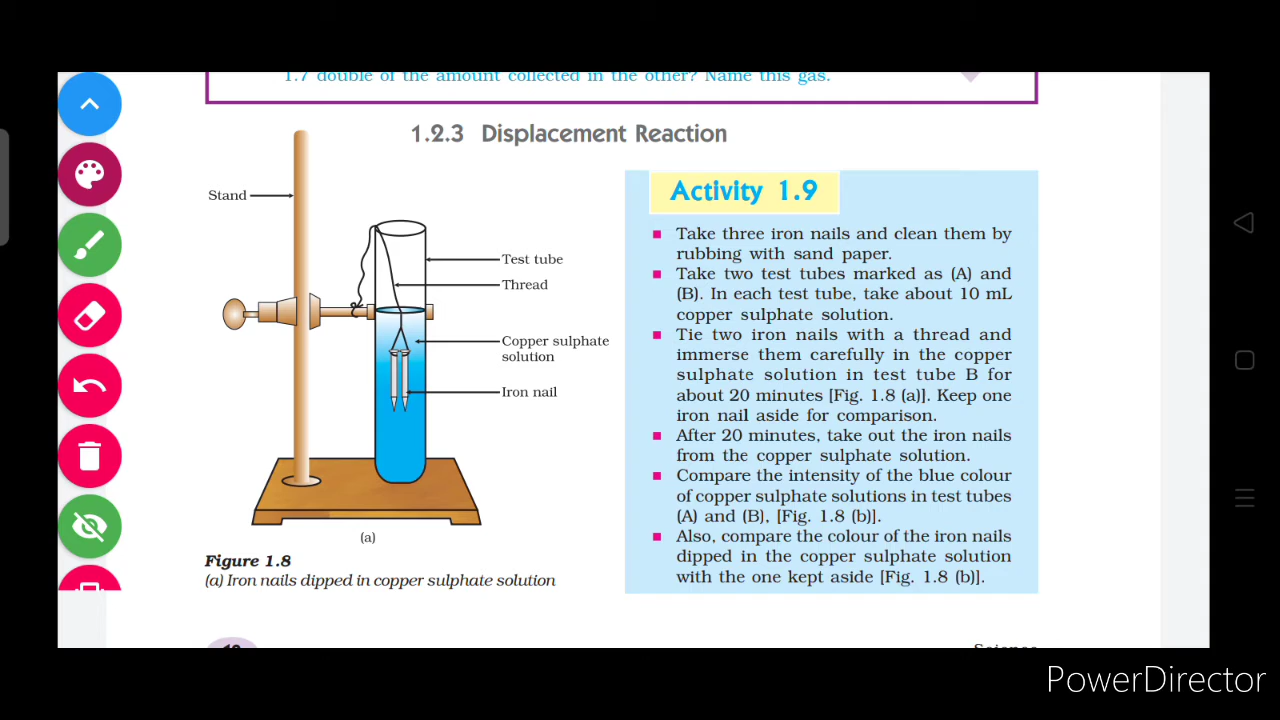 1.7 double of the amount collected in the other? Name this gas.
1.2.3 Displacement Reaction
Stand
Test tube
Thread
Copper sulphate
solution
Iron nail
(a)
Figure 1.8
(a) Iron nails dipped in copper sulphate solution
Activity 1.9
Take three iron nails and clean them by
rubbing with sand paper.
Take two test tubes marked as (A) and
(B). In each test tube, take about 10 mL
copper sulphate solution.
Tie two iron nails with a thread and
immerse them carefully in the copper
sulphate solution in test tube B for
about 20 minutes [Fig. 1.8 (a)]. Keep one
iron nail aside for comparison.
After 20 minutes, take out the iron nails
from the copper sulphate solution.
Compare the intensity of the blue colour
of copper sulphate solutions in test tubes
(A) and (B), [Fig. 1.8 (b)].
Also, compare the colour of the iron nails
dipped in the copper sulphate solution
with the one kept aside [Fig. 1.8 (b)].
Science
PowerDirector